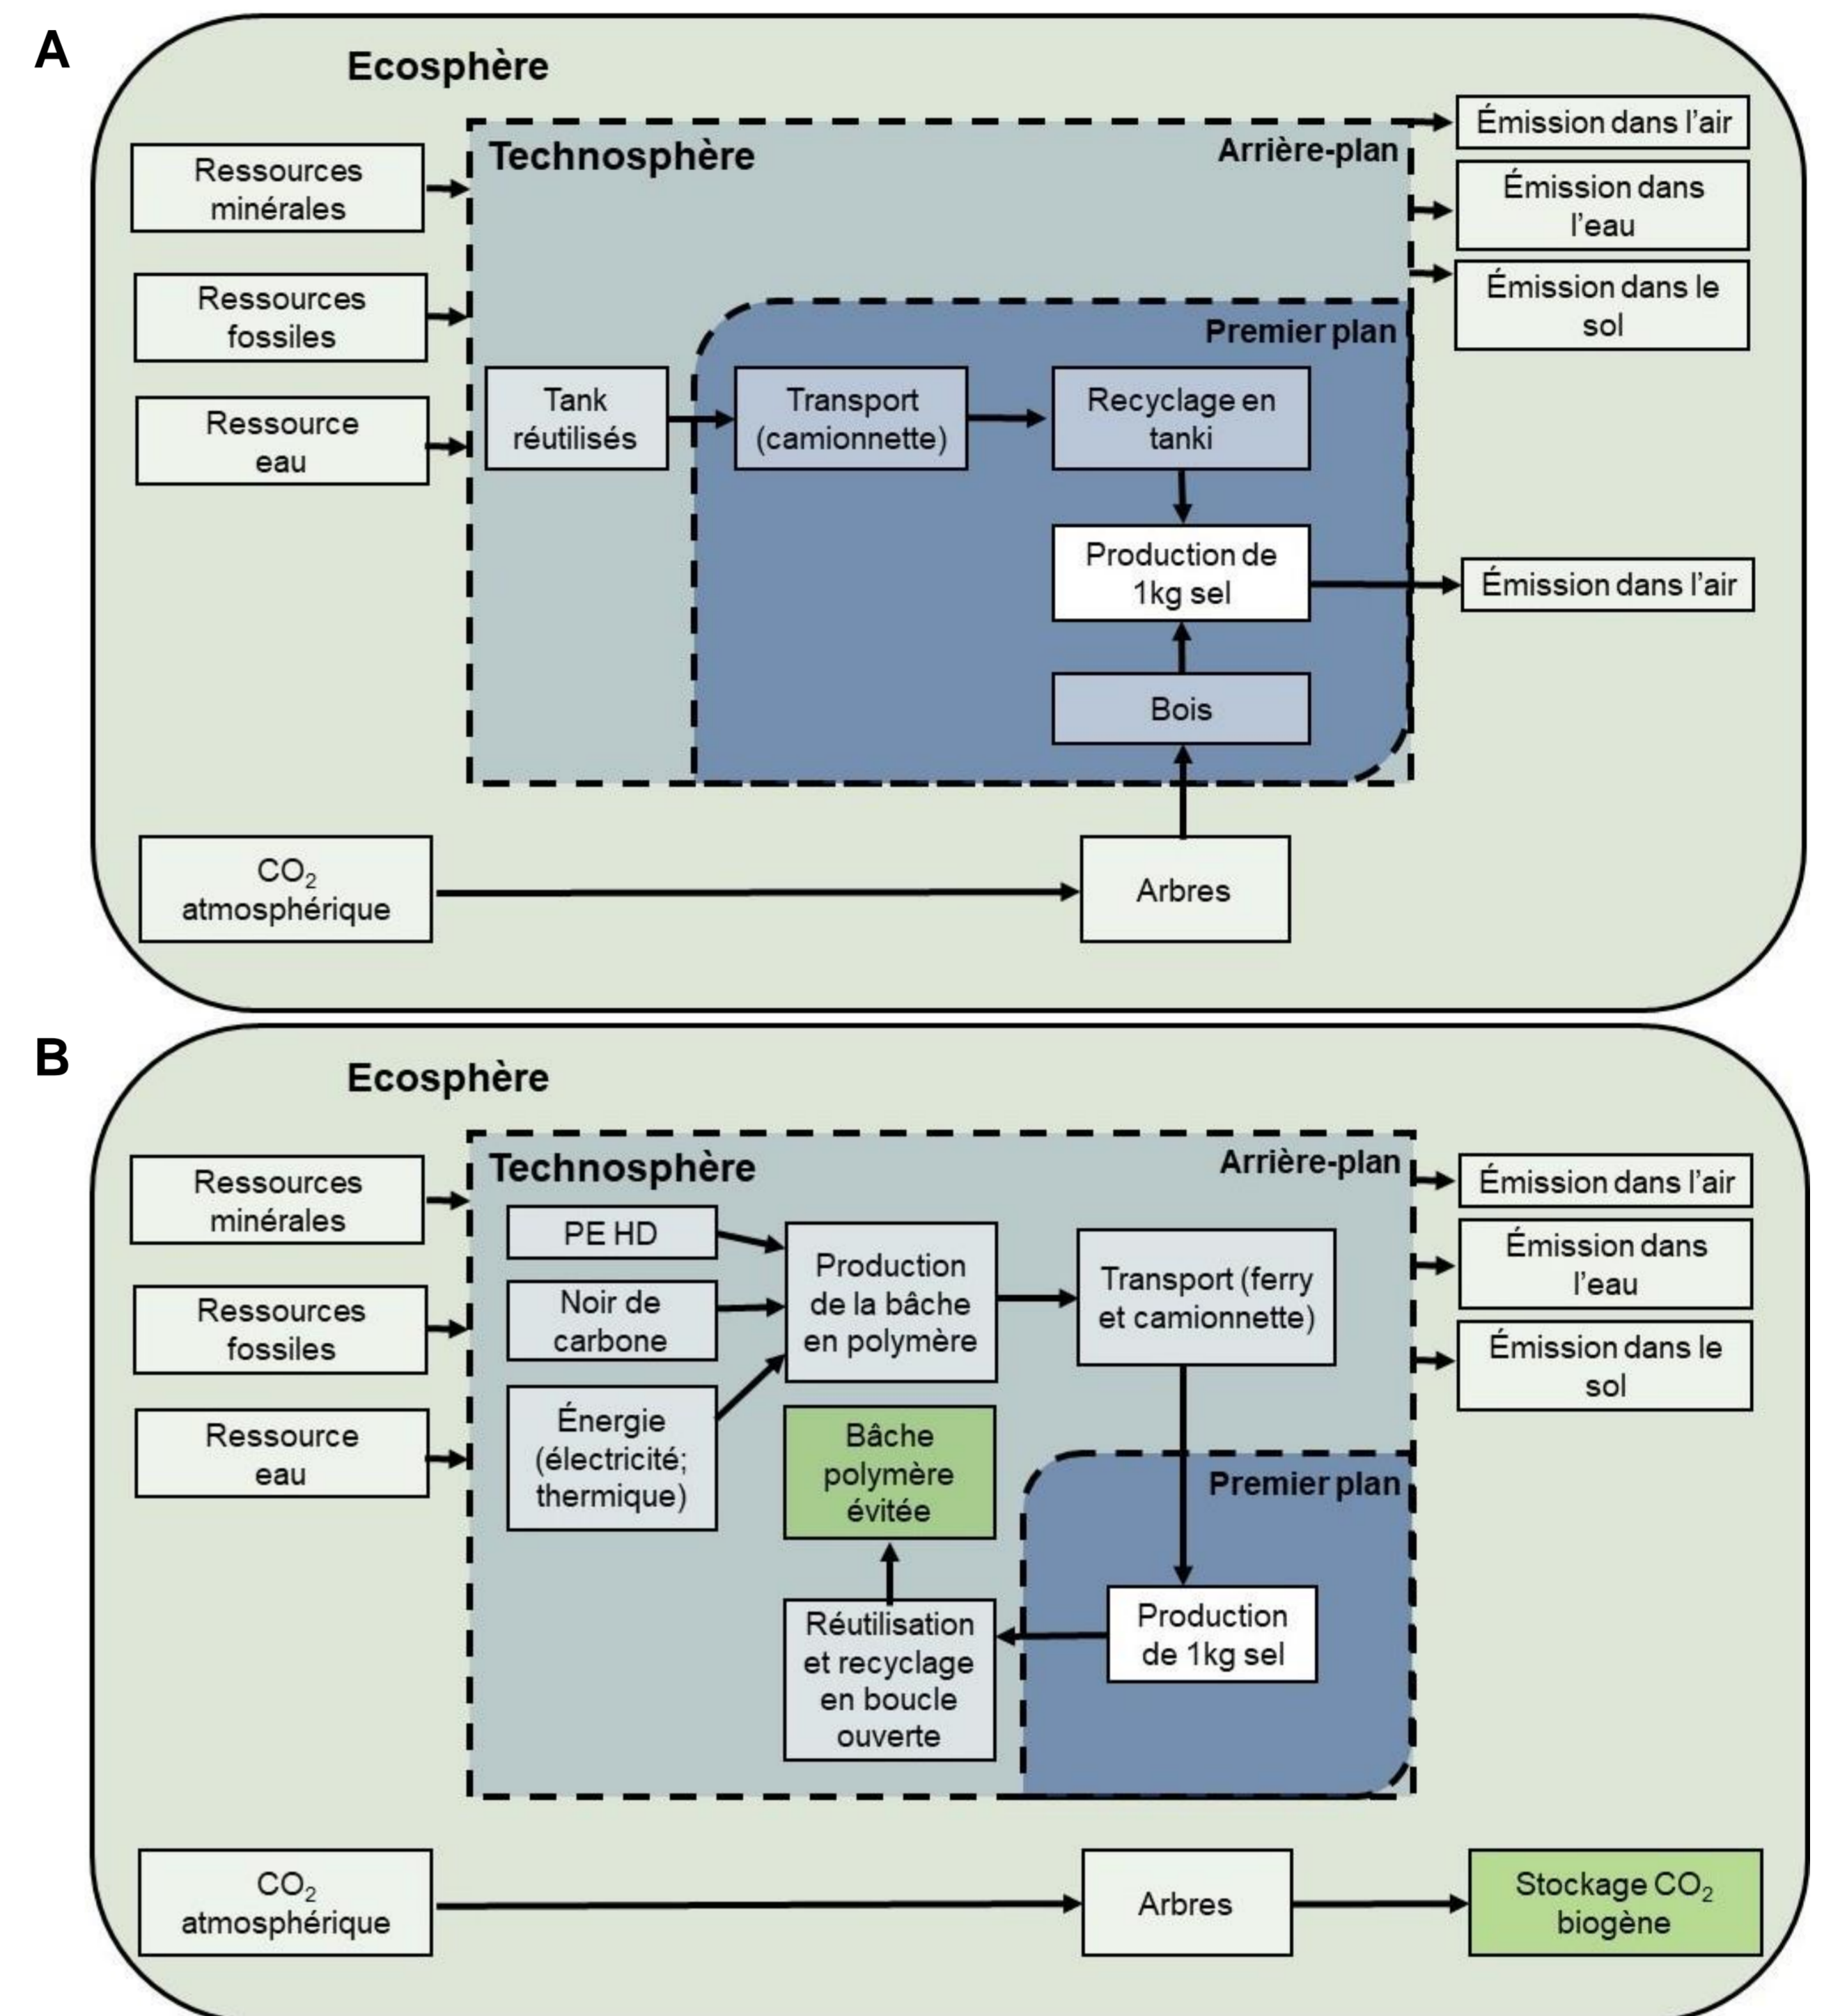 A
Ecosphère
Technosphère
Arrière-plan
Ressources
minérales
Ressources
fossiles
Ressource
eau
Émission dans l'air
Émission dans
l'eau
Émission dans le
sol
Premier plan
Tank
réutilisés
Transport
(camionnette)
Recyclage en
tanki
Production de
1kg sel
Émission dans l'air
Bois
CO₂
atmosphérique
Arbres
B
Ecosphère
Technosphère
Arrière-plan
Ressources
minérales
Ressources
fossiles
Ressource
eau
PE HD
Noir de
carbone
Énergie
(électricité;
thermique)
Production
de la bâche
en polymère
Transport (ferry
et camionnette)
Émission dans l'air
Émission dans
l'eau
Émission dans le
sol
Bâche
polymère
évitée
Premier plan
Réutilisation
et recyclage
en boucle
ouverte
Production
de 1kg sel
CO₂
atmosphérique
Arbres
Stockage CO₂
biogène